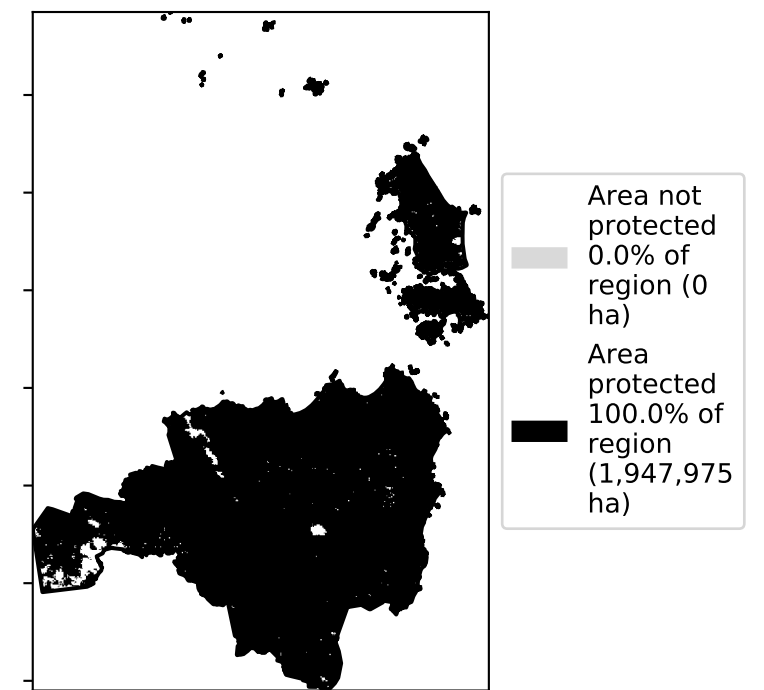 Area not
protected
0.0% of
region (0
ha)
Area
protected
100.0% of
region
(1,947,975
ha)